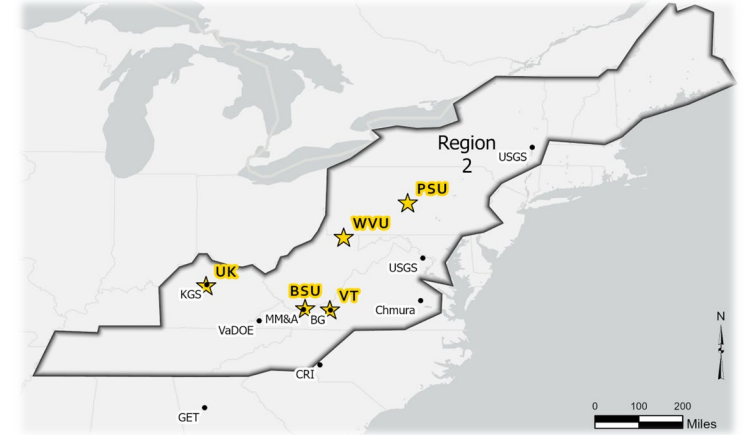 Region
2
USGS
PSU
WVU
USGS
UK
KGS
BSU
VT
MM&A
BG
Chmura
VaDOE
CRI
GET
N
0 100 200
Miles